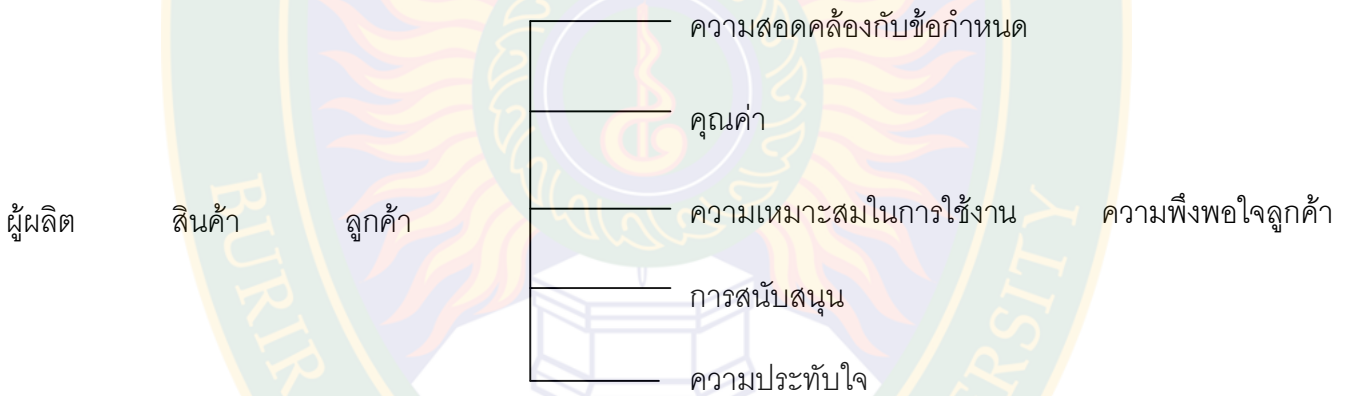 ความสอดคล้องกับข้อกำหนด
คุณค่า
ผู้ผลิต สินค้า ลูกค้า ความเหมาะสมในการใช้งาน ความพึงพอใจลูกค้า
การสนับสนุน
ความประทับใจ